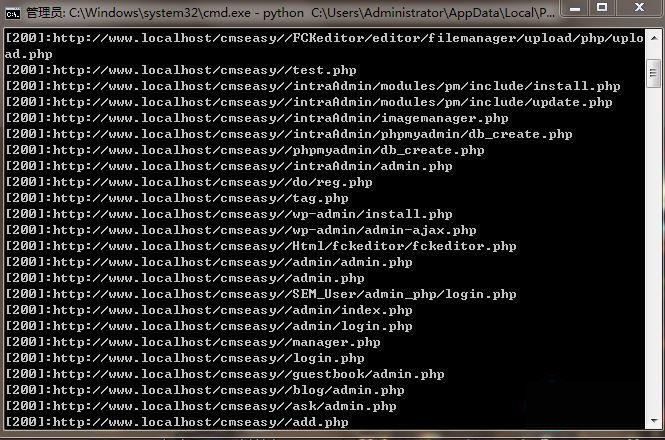 管理员: C:\Windows\system32\cmd.exe - python  C:\Users\Administrator\AppData\Local\P...
[200]:http://www.localhost/cmseasy//FCKeditor/editor/filemanager/upload/php/uplo
ad.php
[200]:http://www.localhost/cmseasy//test.php
[200]:http://www.localhost/cmseasy//intraAdmin/modules/pm/include/install.php
[200]:http://www.localhost/cmseasy//intraAdmin/modules/pm/include/update.php
[200]:http://www.localhost/cmseasy//intraAdmin/imagemanager.php
[200]:http://www.localhost/cmseasy//intraAdmin/phpmyadmin/db_create.php
[200]:http://www.localhost/cmseasy//phpmyadmin/db_create.php
[200]:http://www.localhost/cmseasy//intraAdmin/admin.php
[200]:http://www.localhost/cmseasy//do/reg.php
[200]:http://www.localhost/cmseasy//tag.php
[200]:http://www.localhost/cmseasy//wp-admin/install.php
[200]:http://www.localhost/cmseasy//wp-admin/admin-ajax.php
[200]:http://www.localhost/cmseasy//Html/fckeditor/fckeditor.php
[200]:http://www.localhost/cmseasy//admin/admin.php
[200]:http://www.localhost/cmseasy//admin.php
[200]:http://www.localhost/cmseasy//SEM_User/admin_php/login.php
[200]:http://www.localhost/cmseasy//admin/index.php
[200]:http://www.localhost/cmseasy//admin/login.php
[200]:http://www.localhost/cmseasy//manager.php
[200]:http://www.localhost/cmseasy//login.php
[200]:http://www.localhost/cmseasy//guestbook/admin.php
[200]:http://www.localhost/cmseasy//blog/admin.php
[200]:http://www.localhost/cmseasy//ask/admin.php
[200]:http://www.localhost/cmseasy//add.php